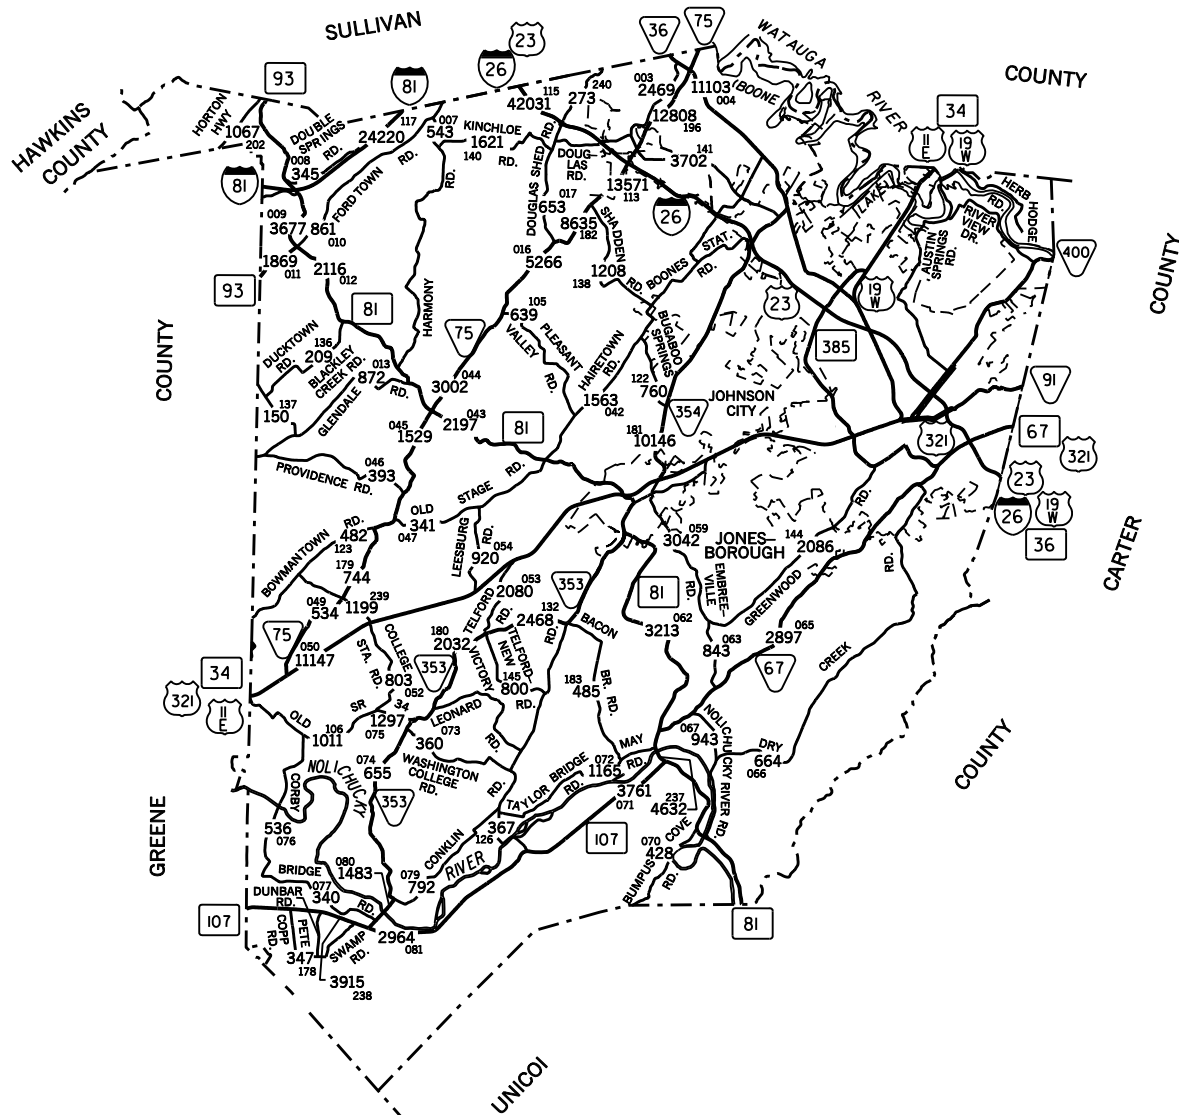 SULLIVAN
COUNTY
HAWKINS
COUNTY
93
81
26
23
36
75
WATAUGA
RIVER
(BOONE
LAKE)
34
11
E
19
W
HERB
HODGE
RD.
RIVER
VIEW
DR.
AUSTIN
SPRINGS
RD.
400
COUNTY
HORTON
HWY
1067
202
DOUBLE
SPRINGS
RD.
008
345
117
24220
007
543
KINCHLOE
1621
140
RD.
115
42031
240
273
003
2469
11103
004
12808
196
141
3702
13571
113
DOUG-
LAS
RD.
DOUGLAS SHED RD.
017
653
8635
182
SHADDEN
RD.
1208
138
26
81
009
3677
861
010
FORDTOWN
RD.
HARMONY
RD.
1869
011
2116
012
93
016
5266
105
639
PLEASANT
VALLEY
RD.
BOONES
STAT.
RD.
HAIRETOWN
RD.
BUGABOO
SPRINGS
122
760
23
19
W
385
81
75
DUCKTOWN
RD.
136
209
BLACKLEY
CREEK RD.
013
872
GLENDALE
RD.
137
150
COUNTY
044
3002
043
2197
81
1563
042
354
JOHNSON
CITY
181
10146
321
91
67
321
23
26
19
W
36
045
1529
PROVIDENCE
RD.
046
393
OLD
STAGE
RD.
341
047
LEESBURG
RD.
054
920
BOWMANTOWN
RD.
482
123
179
744
049
534
1199
239
75
050
11147
34
321
11
E
COLLEGE
STA. RD.
803
052
180
2032
353
TELFORD
RD.
053
2080
132
2468
TELFORD-
NEW
VICTORY
RD.
145
800
353
BACON
BR. RD.
183
485
81
059
3042
JONES-
BOROUGH
EMBREE-
VILLE
RD.
144
2086
RD.
GREENWOOD
3213
062
063
843
2897
065
67
RD.
CREEK
DRY
664
066
CARTER
COUNTY
OLD
SR
34
106
1011
1297
075
LEONARD
RD.
073
360
WASHINGTON
COLLEGE
RD.
NOLICHUCKY
CORBY
074
655
353
TAYLOR
BRIDGE
RD.
072
1165
MAY
RD.
3761
071
067
943
NOLICHUCKY RIVER RD.
237
4632
107
070
428
BUMPUS
COVE
RD.
81
GREENE
536
076
BRIDGE
RD.
080
1483
079
792
CONKLIN
RD.
367
126
RIVER
DUNBAR
RD.
077
340
107
COPP
RD.
PETE
347
178
SWAMP
RD.
2964
081
3915
238
UNICOI